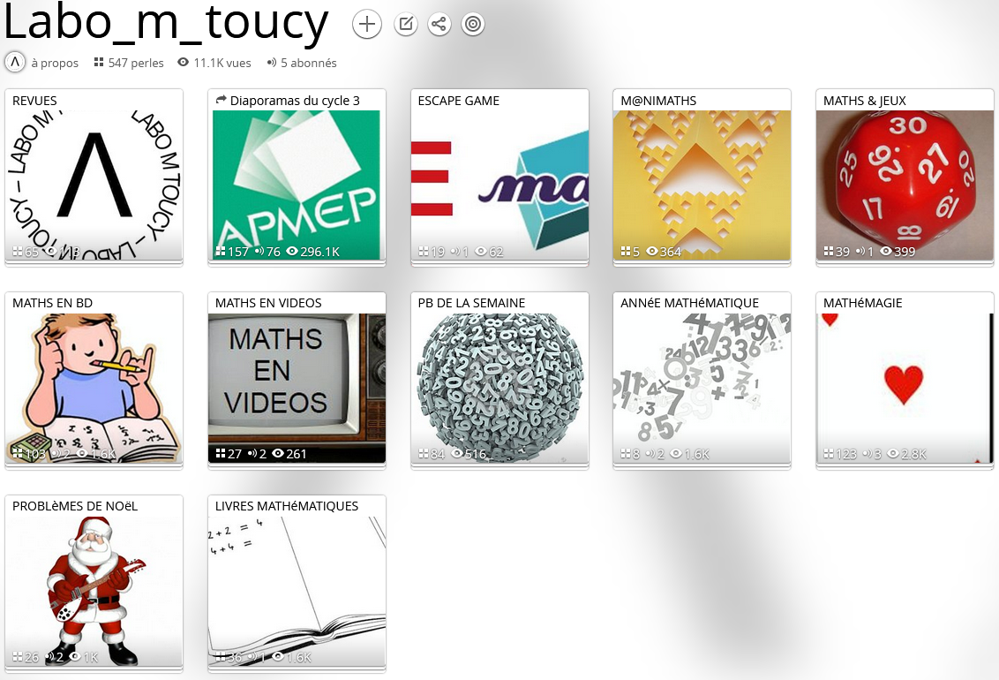 Labo_m_toucy
à propos 547 perles 11.1K vues 5 abonnés
REVUES
LABO M TOUCY – LABO M TOUCY –
Λ
65
Diaporamas du cycle 3
APMEP
157 76 296.1K
ESCAPE GAME
E
ma
19 1 62
M@NIMATHS
5 364
MATHS & JEUX
30
25 26. 27 20
17 19
18
39 1 399
MATHS EN BD
103 2 1.6K
MATHS EN VIDEOS
MATHS
EN
VIDEOS
27 2 261
PB DE LA SEMAINE
84 516
ANNéE MATHéMATIQUE
8 2 1.6K
MATHéMAGIE
123 3 2.8K
PROBLèMES DE NOëL
26 2 1K
LIVRES MATHéMATIQUES
2 + 2 = 4
4 + 4 =
36 1 1.6K